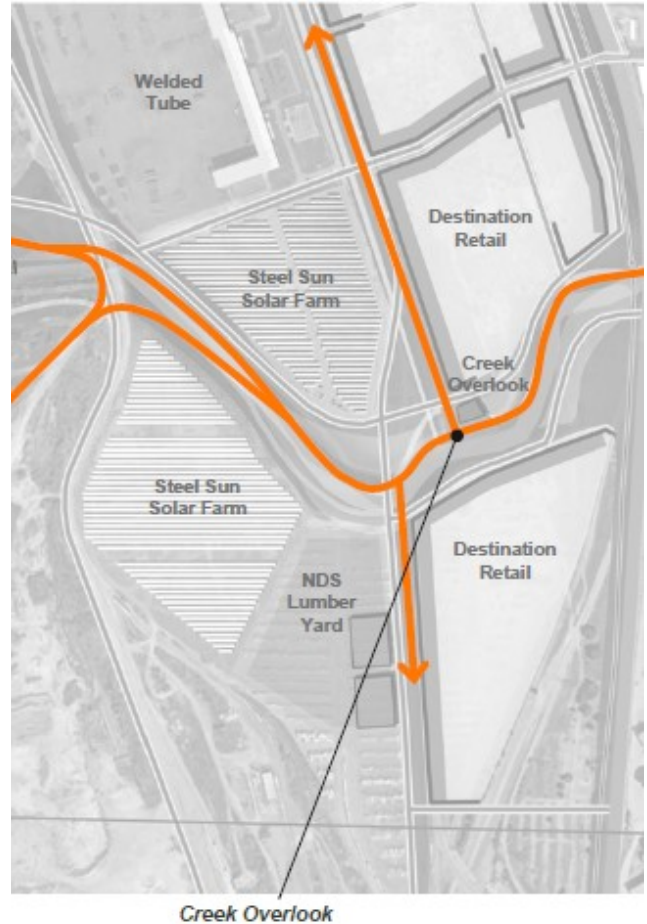 Welded
Tube
Destination
Retail
Steel Sun
Solar Farm
Creek
Overlook
Steel Sun
Solar Farm
Destination
Retail
NDS
Lumber
Yard
Creek Overlook